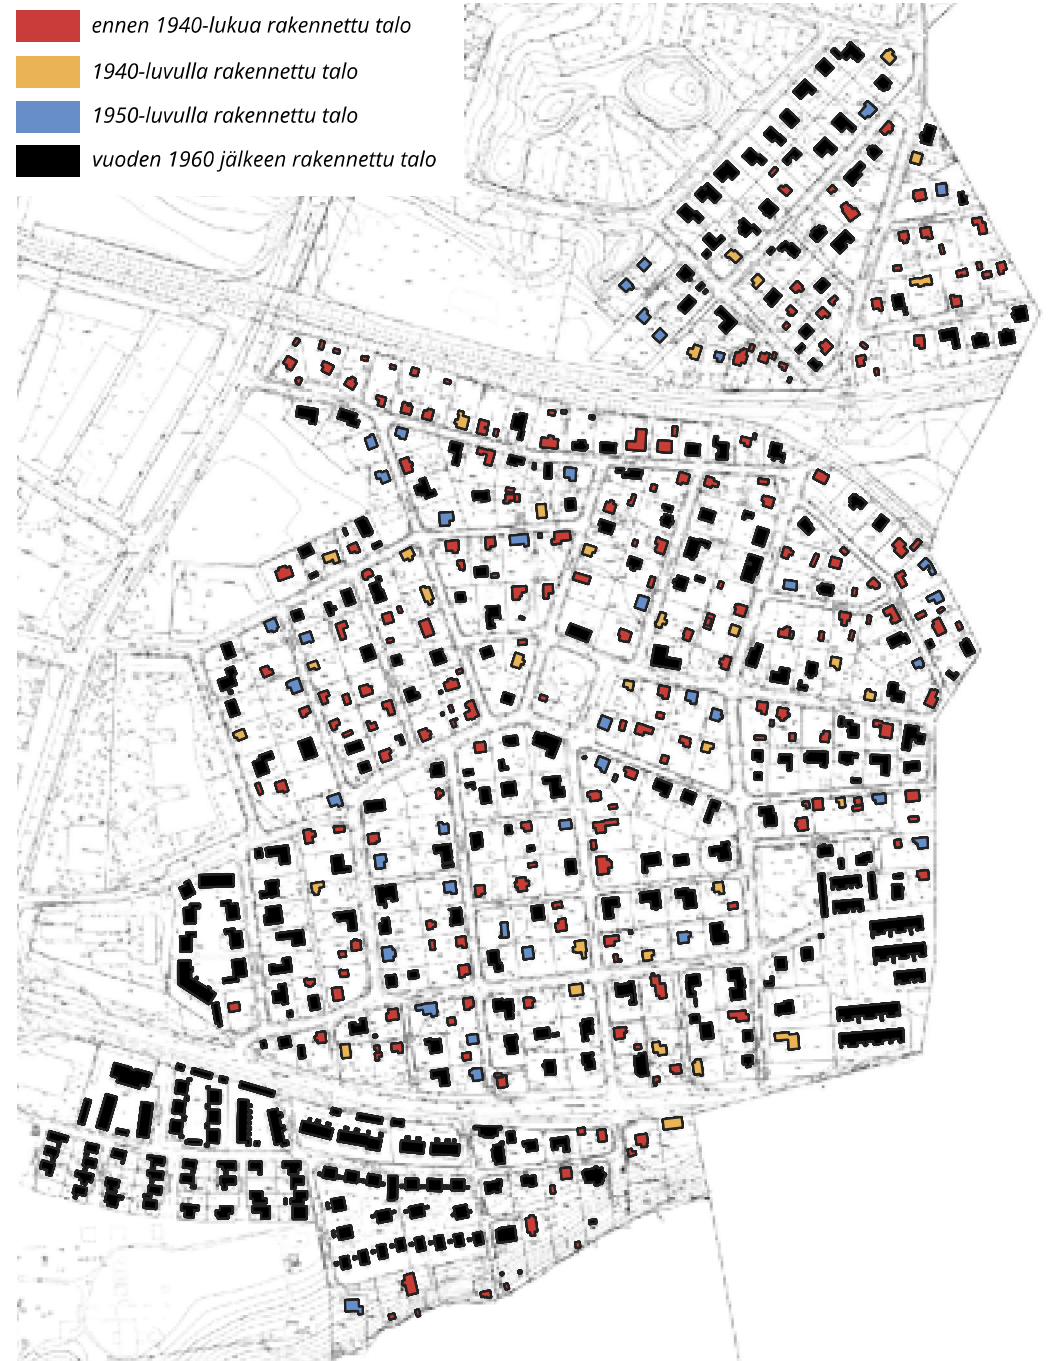 ennen 1940-lukua rakennettu talo
1940-luvulla rakennettu talo
1950-luvulla rakennettu talo
vuoden 1960 jälkeen rakennettu talo